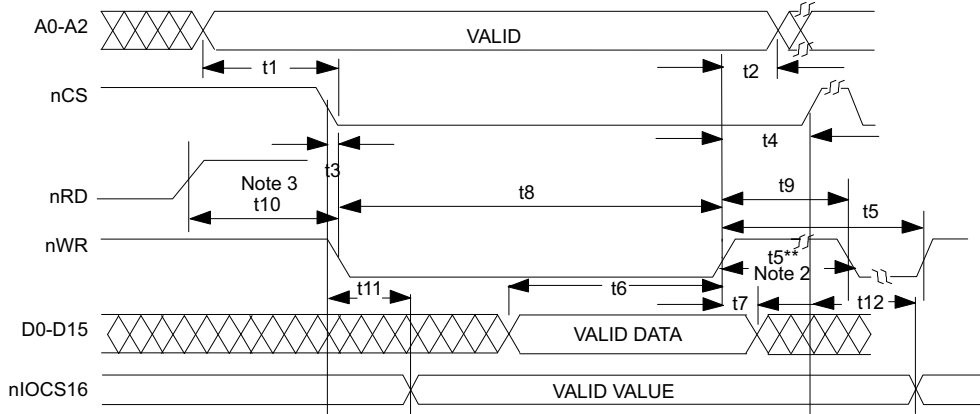 A0-A2
VALID
t1
t2
nCS
t4
t3
nRD
Note 3
t10
t8
t9
t5
nWR
t5**
Note 2
t11
t6
t7
t12
D0-D15
VALID DATA
nIOCS16
VALID VALUE